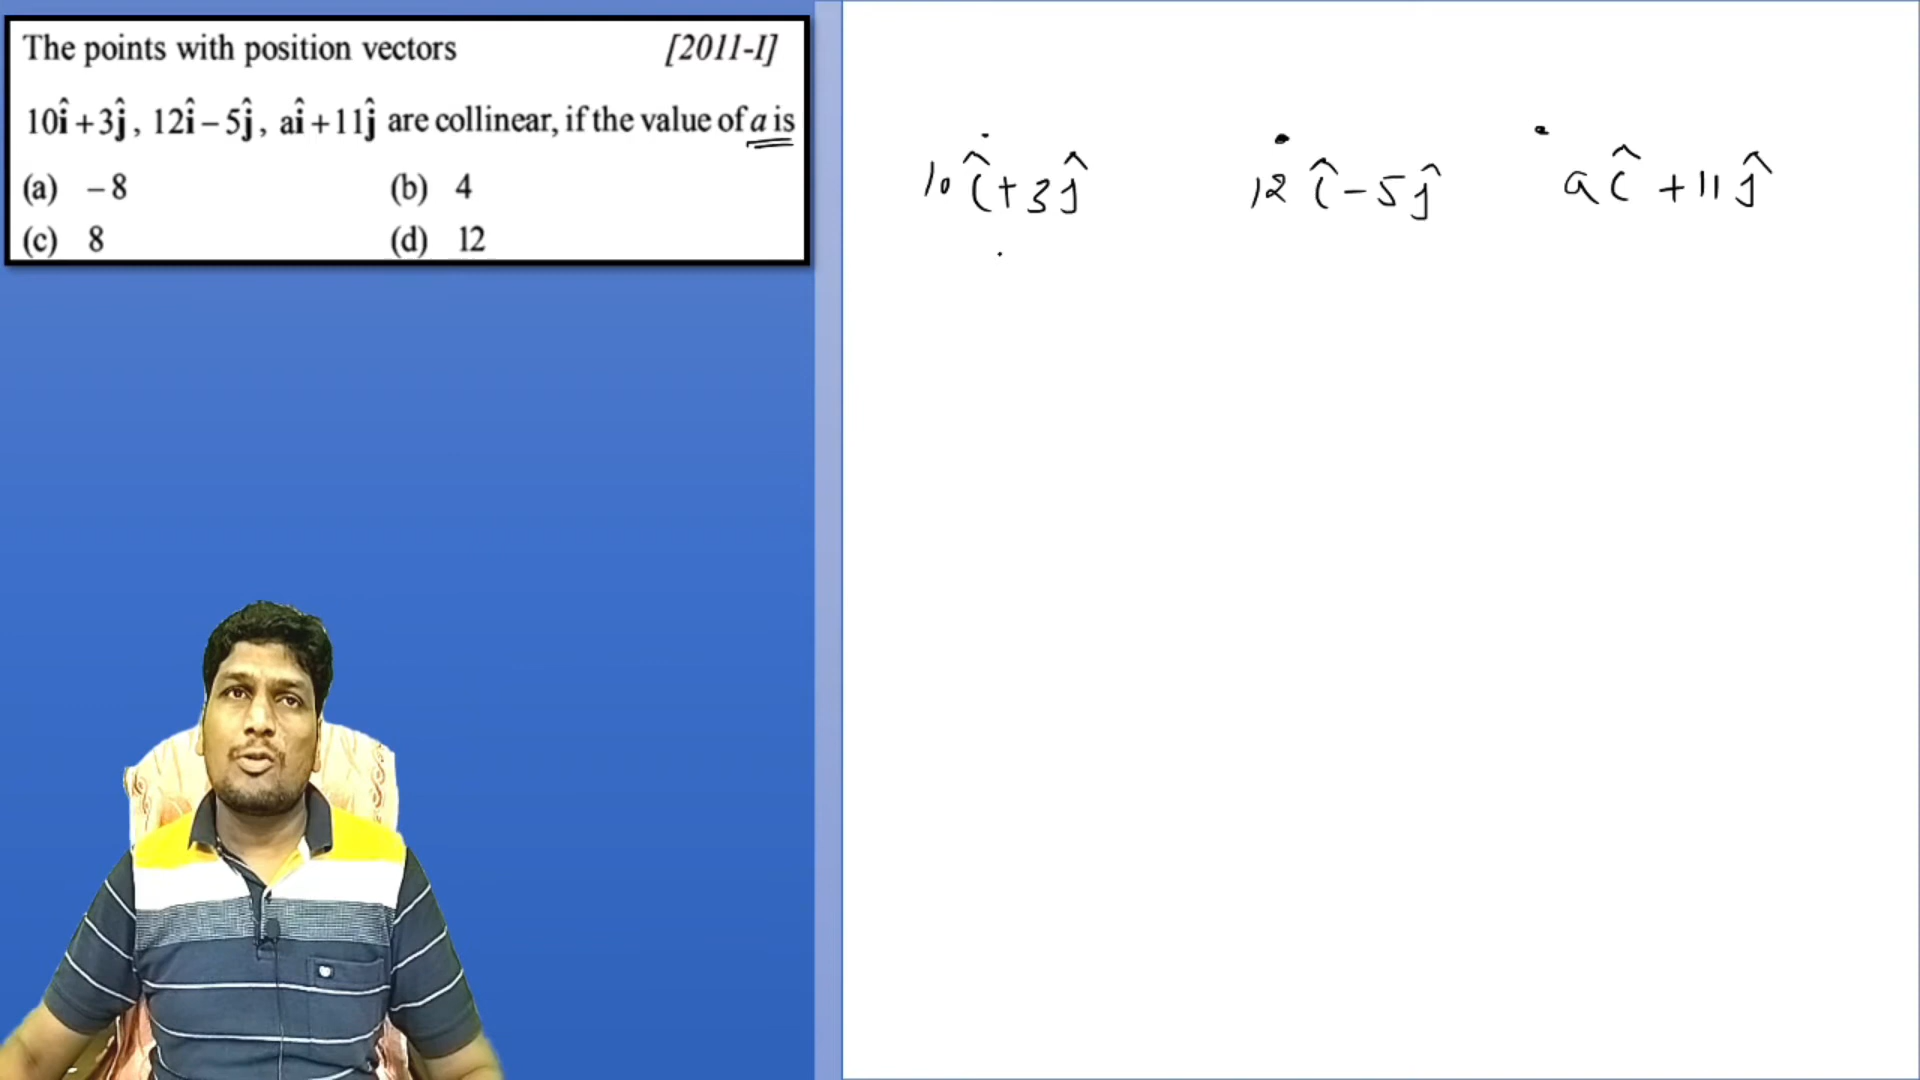 The points with position vectors [2011-I]
10î + 3ĵ, 12î − 5ĵ, aî + 11ĵ are collinear, if the value of a is
(a) − 8 (b) 4
(c) 8 (d) 12
10î + 3ĵ 12î − 5ĵ aî + 11ĵ